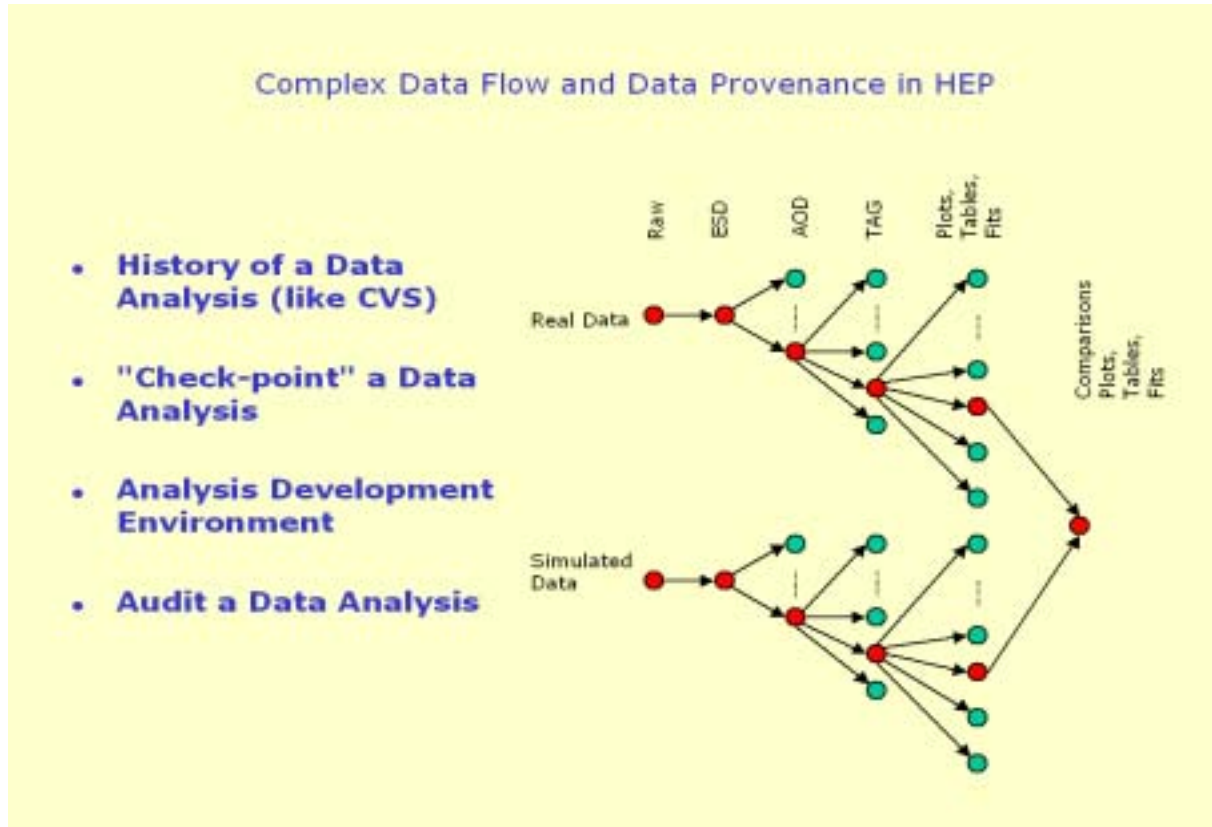 Complex Data Flow and Data Provenance in HEP
• History of a Data
Analysis (like CVS)
• "Check-point" a Data
Analysis
• Analysis Development
Environment
• Audit a Data Analysis
Raw
ESD
AOD
TAG
Plots,
Tables,
Fits
Real Data
Comparisons
Plots,
Tables,
Fits
Simulated
Data